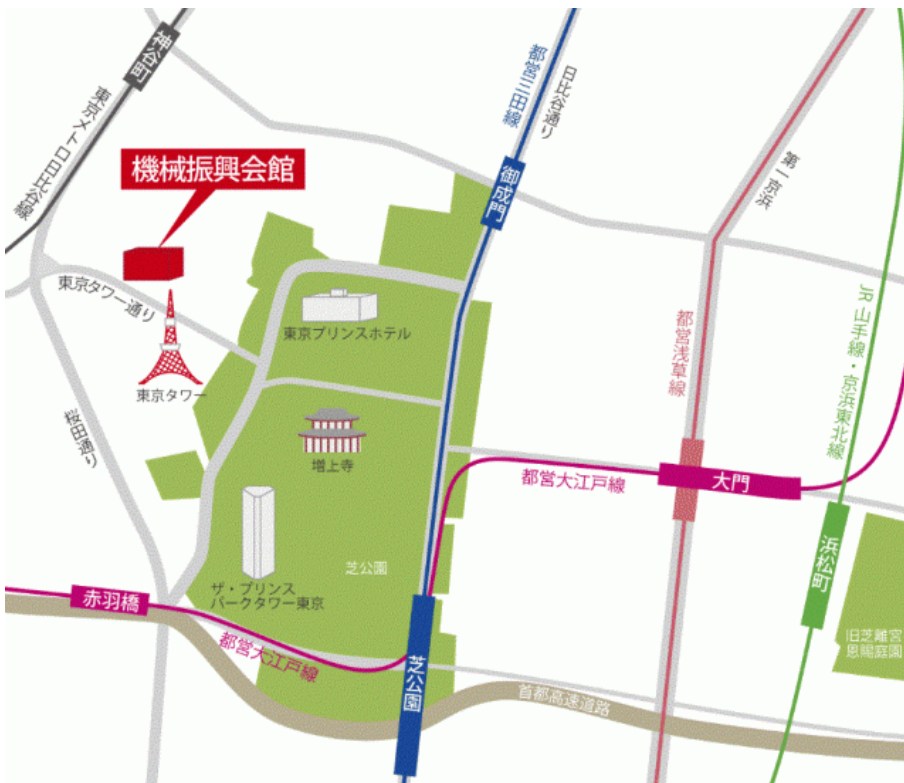 神谷町
東京メトロ日比谷線
機械振興会館
都営三田線
日比谷通り
御成門
第一京浜
東京タワー通り
東京タワー
東京プリンスホテル
都営浅草線
JR 山手線・京浜東北線
桜田通り
増上寺
都営大江戸線
大門
浜松町
芝公園
ザ・プリンス
パークタワー東京
赤羽橋
都営大江戸線
芝公園
旧芝離宮
恩賜庭園
首都高速道路